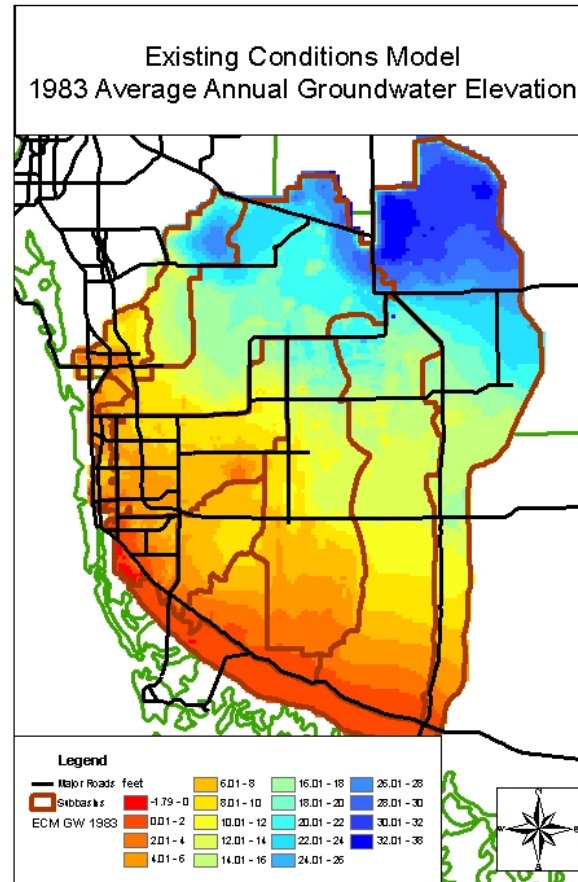 Existing Conditions Model
1983 Average Annual Groundwater Elevation
Legend
Major Roads
Subbasins
ECM GW 1983
feet
-1.79 - 0
0.01 - 2
2.01 - 4
4.01 - 6
6.01 - 8
8.01 - 10
10.01 - 12
12.01 - 14
14.01 - 16
16.01 - 18
18.01 - 20
20.01 - 22
22.01 - 24
24.01 - 26
26.01 - 28
28.01 - 30
30.01 - 32
32.01 - 38
N
W
E
S